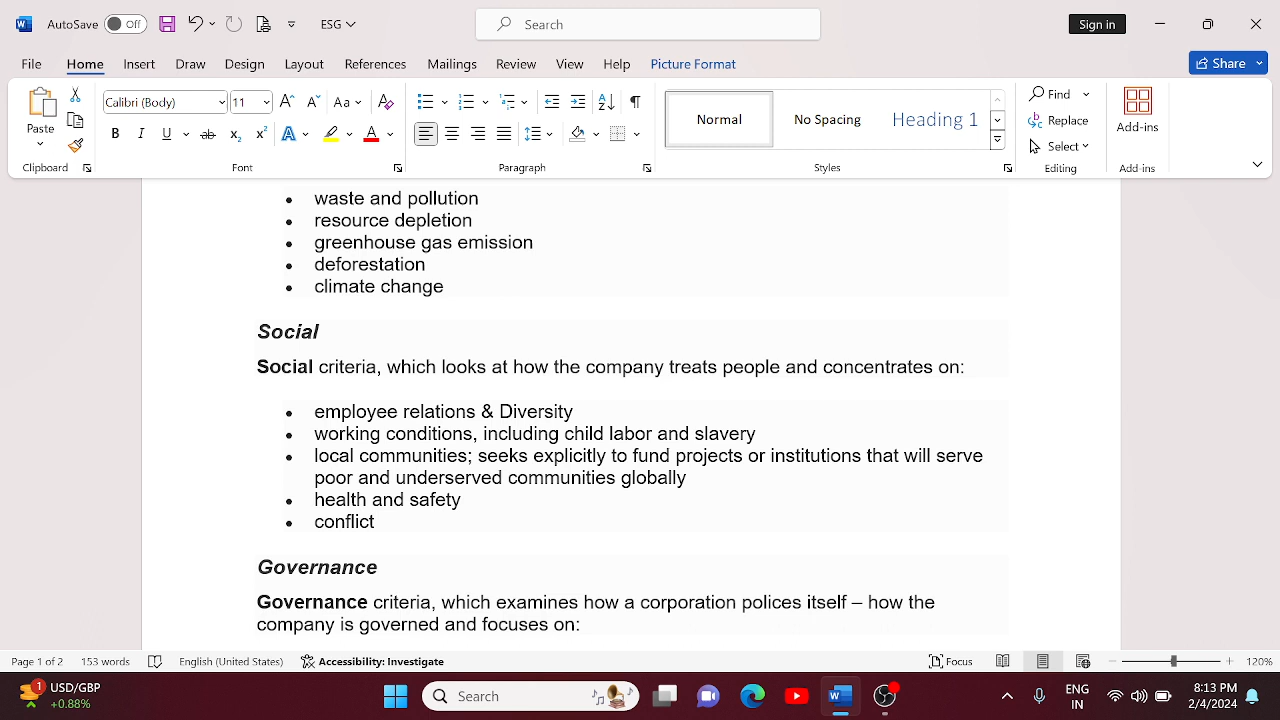 AutoSave Off ESG Search Sign in
File Home Insert Draw Design Layout References Mailings Review View Help Picture Format Share
Calibri (Body) 11 Aa Find
Paste Normal No Spacing Heading 1 Replace Add-ins
B I U ab x₂ x² A A Select
Clipboard Font Paragraph Styles Editing Add-ins
• waste and pollution
• resource depletion
• greenhouse gas emission
• deforestation
• climate change
Social
Social criteria, which looks at how the company treats people and concentrates on:
• employee relations & Diversity
• working conditions, including child labor and slavery
• local communities; seeks explicitly to fund projects or institutions that will serve
poor and underserved communities globally
• health and safety
• conflict
Governance
Governance criteria, which examines how a corporation polices itself – how the
company is governed and focuses on:
Page 1 of 2 153 words English (United States) Accessibility: Investigate Focus 120%
1 USD/GBP
+0.88%
Search
ENG
IN
8:13 PM
2/4/2024